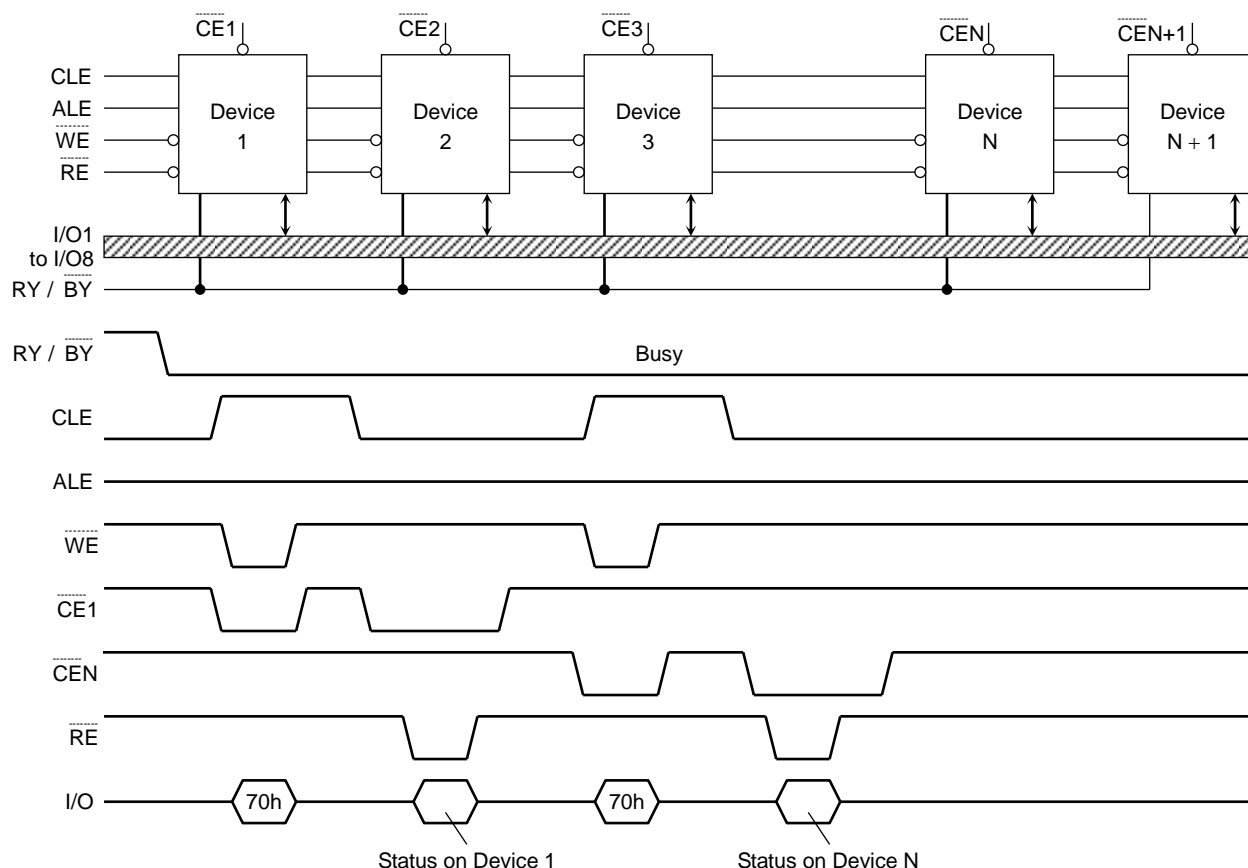 CE1 CE2 CE3 CEN CEN+1
CLE
ALE
WE
RE
Device 1
Device 2
Device 3
Device N
Device N + 1
I/O1 to I/O8
RY / BY
RY / BY
Busy
CLE
ALE
WE
CE1
CEN
RE
I/O
70h
70h
Status on Device 1
Status on Device N